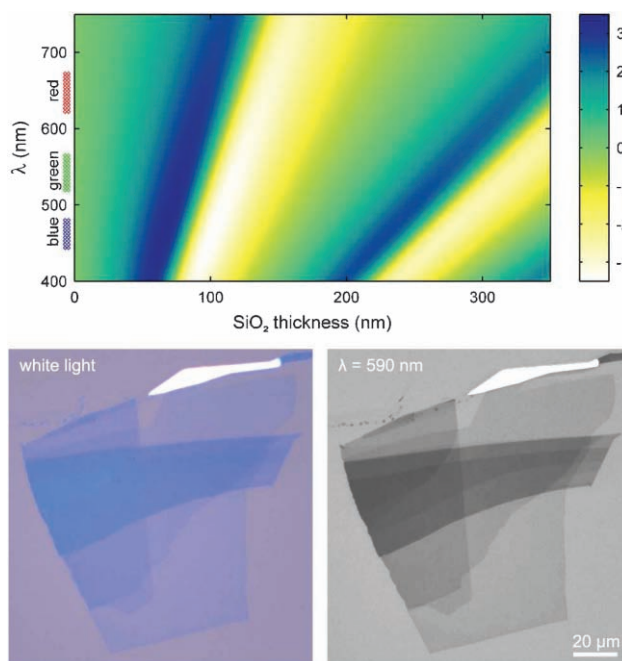 700
600
500
400
λ (nm)
red
green
blue
0
100
200
300
SiO₂ thickness (nm)
3
2
1
0
-
-
-
-
white light
λ = 590 nm
20 μm